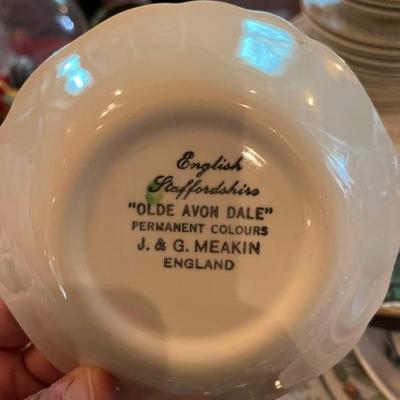 English
Staffordshire
"OLDE AVON DALE"
PERMANENT COLOURS
J. & G. MEAKIN
ENGLAND